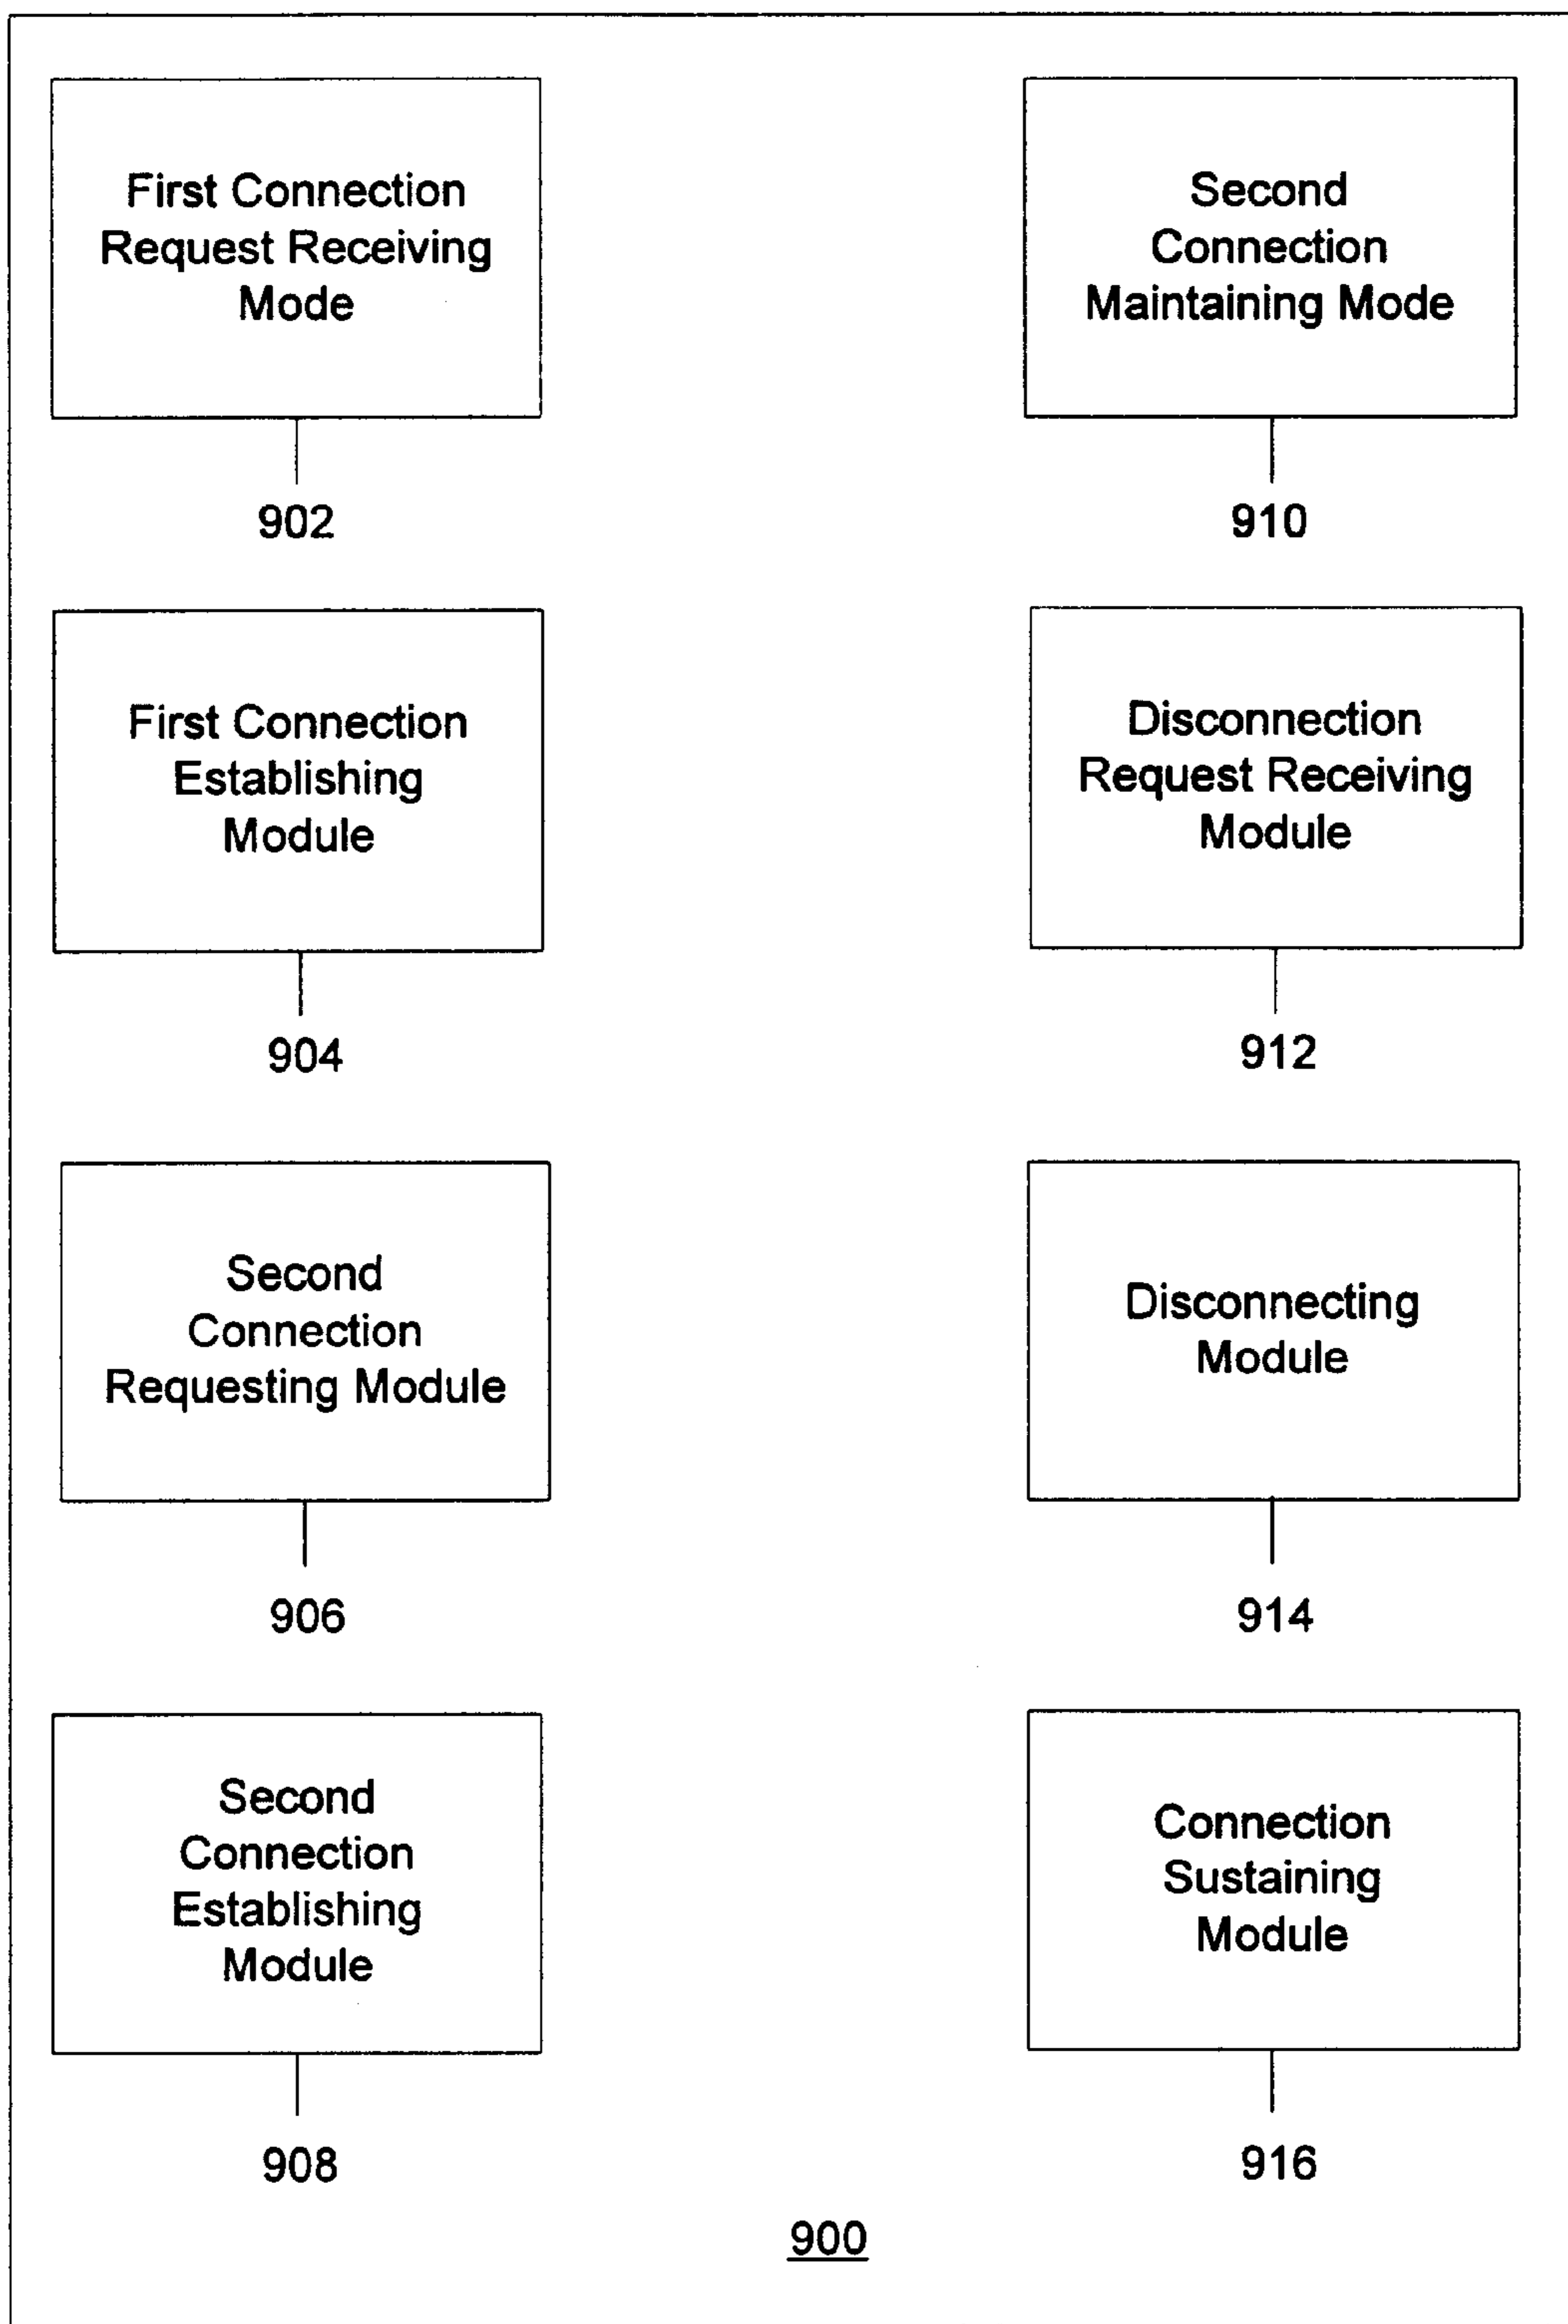 First Connection
Request Receiving
Mode
902
First Connection
Establishing
Module
904
Second
Connection
Requesting Module
906
Second
Connection
Establishing
Module
908
Second
Connection
Maintaining Mode
910
Disconnection
Request Receiving
Module
912
Disconnecting
Module
914
Connection
Sustaining
Module
916
900